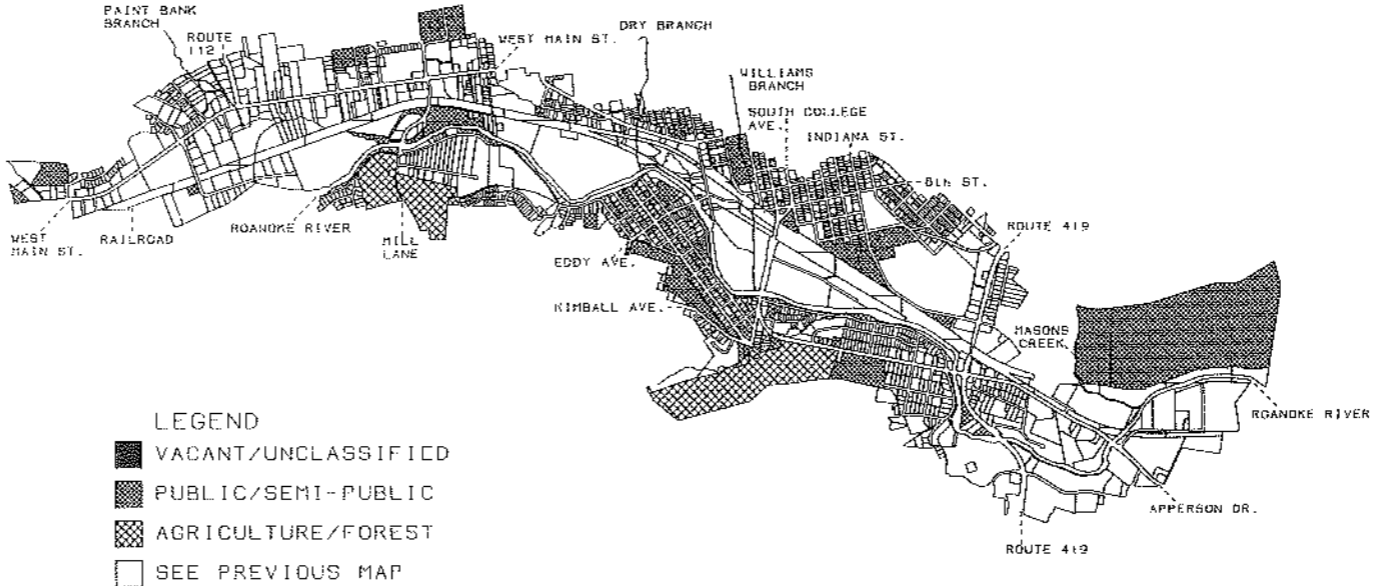 PAINT BANK
BRANCH
ROUTE
112
WEST MAIN ST.
DRY BRANCH
WILLIAMS
BRANCH
SOUTH COLLEGE
AVE.
INDIANA ST.
8th ST.
ROUTE 419
WEST
MAIN ST.
RAILROAD
ROANOKE RIVER
MILL
LANE
EDDY AVE.
KIMBALL AVE.
MASONS
CREEK
ROANOKE RIVER
APPERSON DR.
ROUTE 419
LEGEND
VACANT/UNCLASSIFIED
PUBLIC/SEMI-PUBLIC
AGRICULTURE/FOREST
SEE PREVIOUS MAP